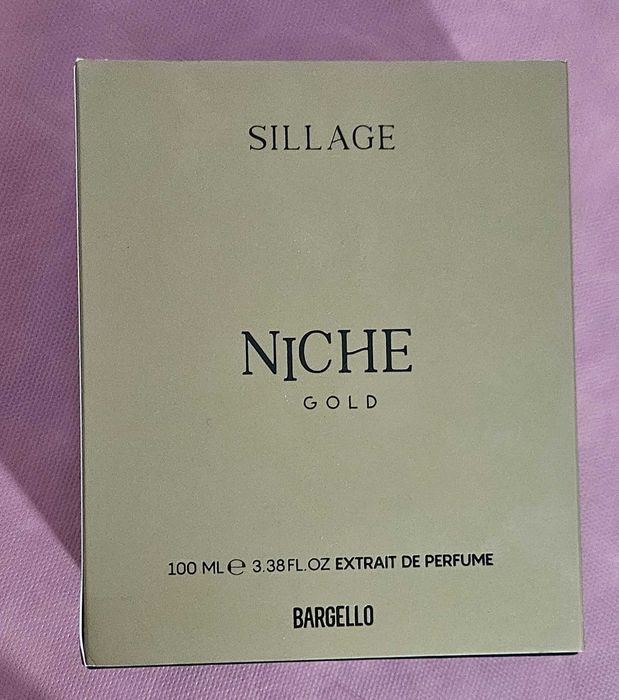 SILLAGE
NICHE
GOLD
100 ML ℮ 3.38 FL.OZ EXTRAIT DE PERFUME
BARGELLO